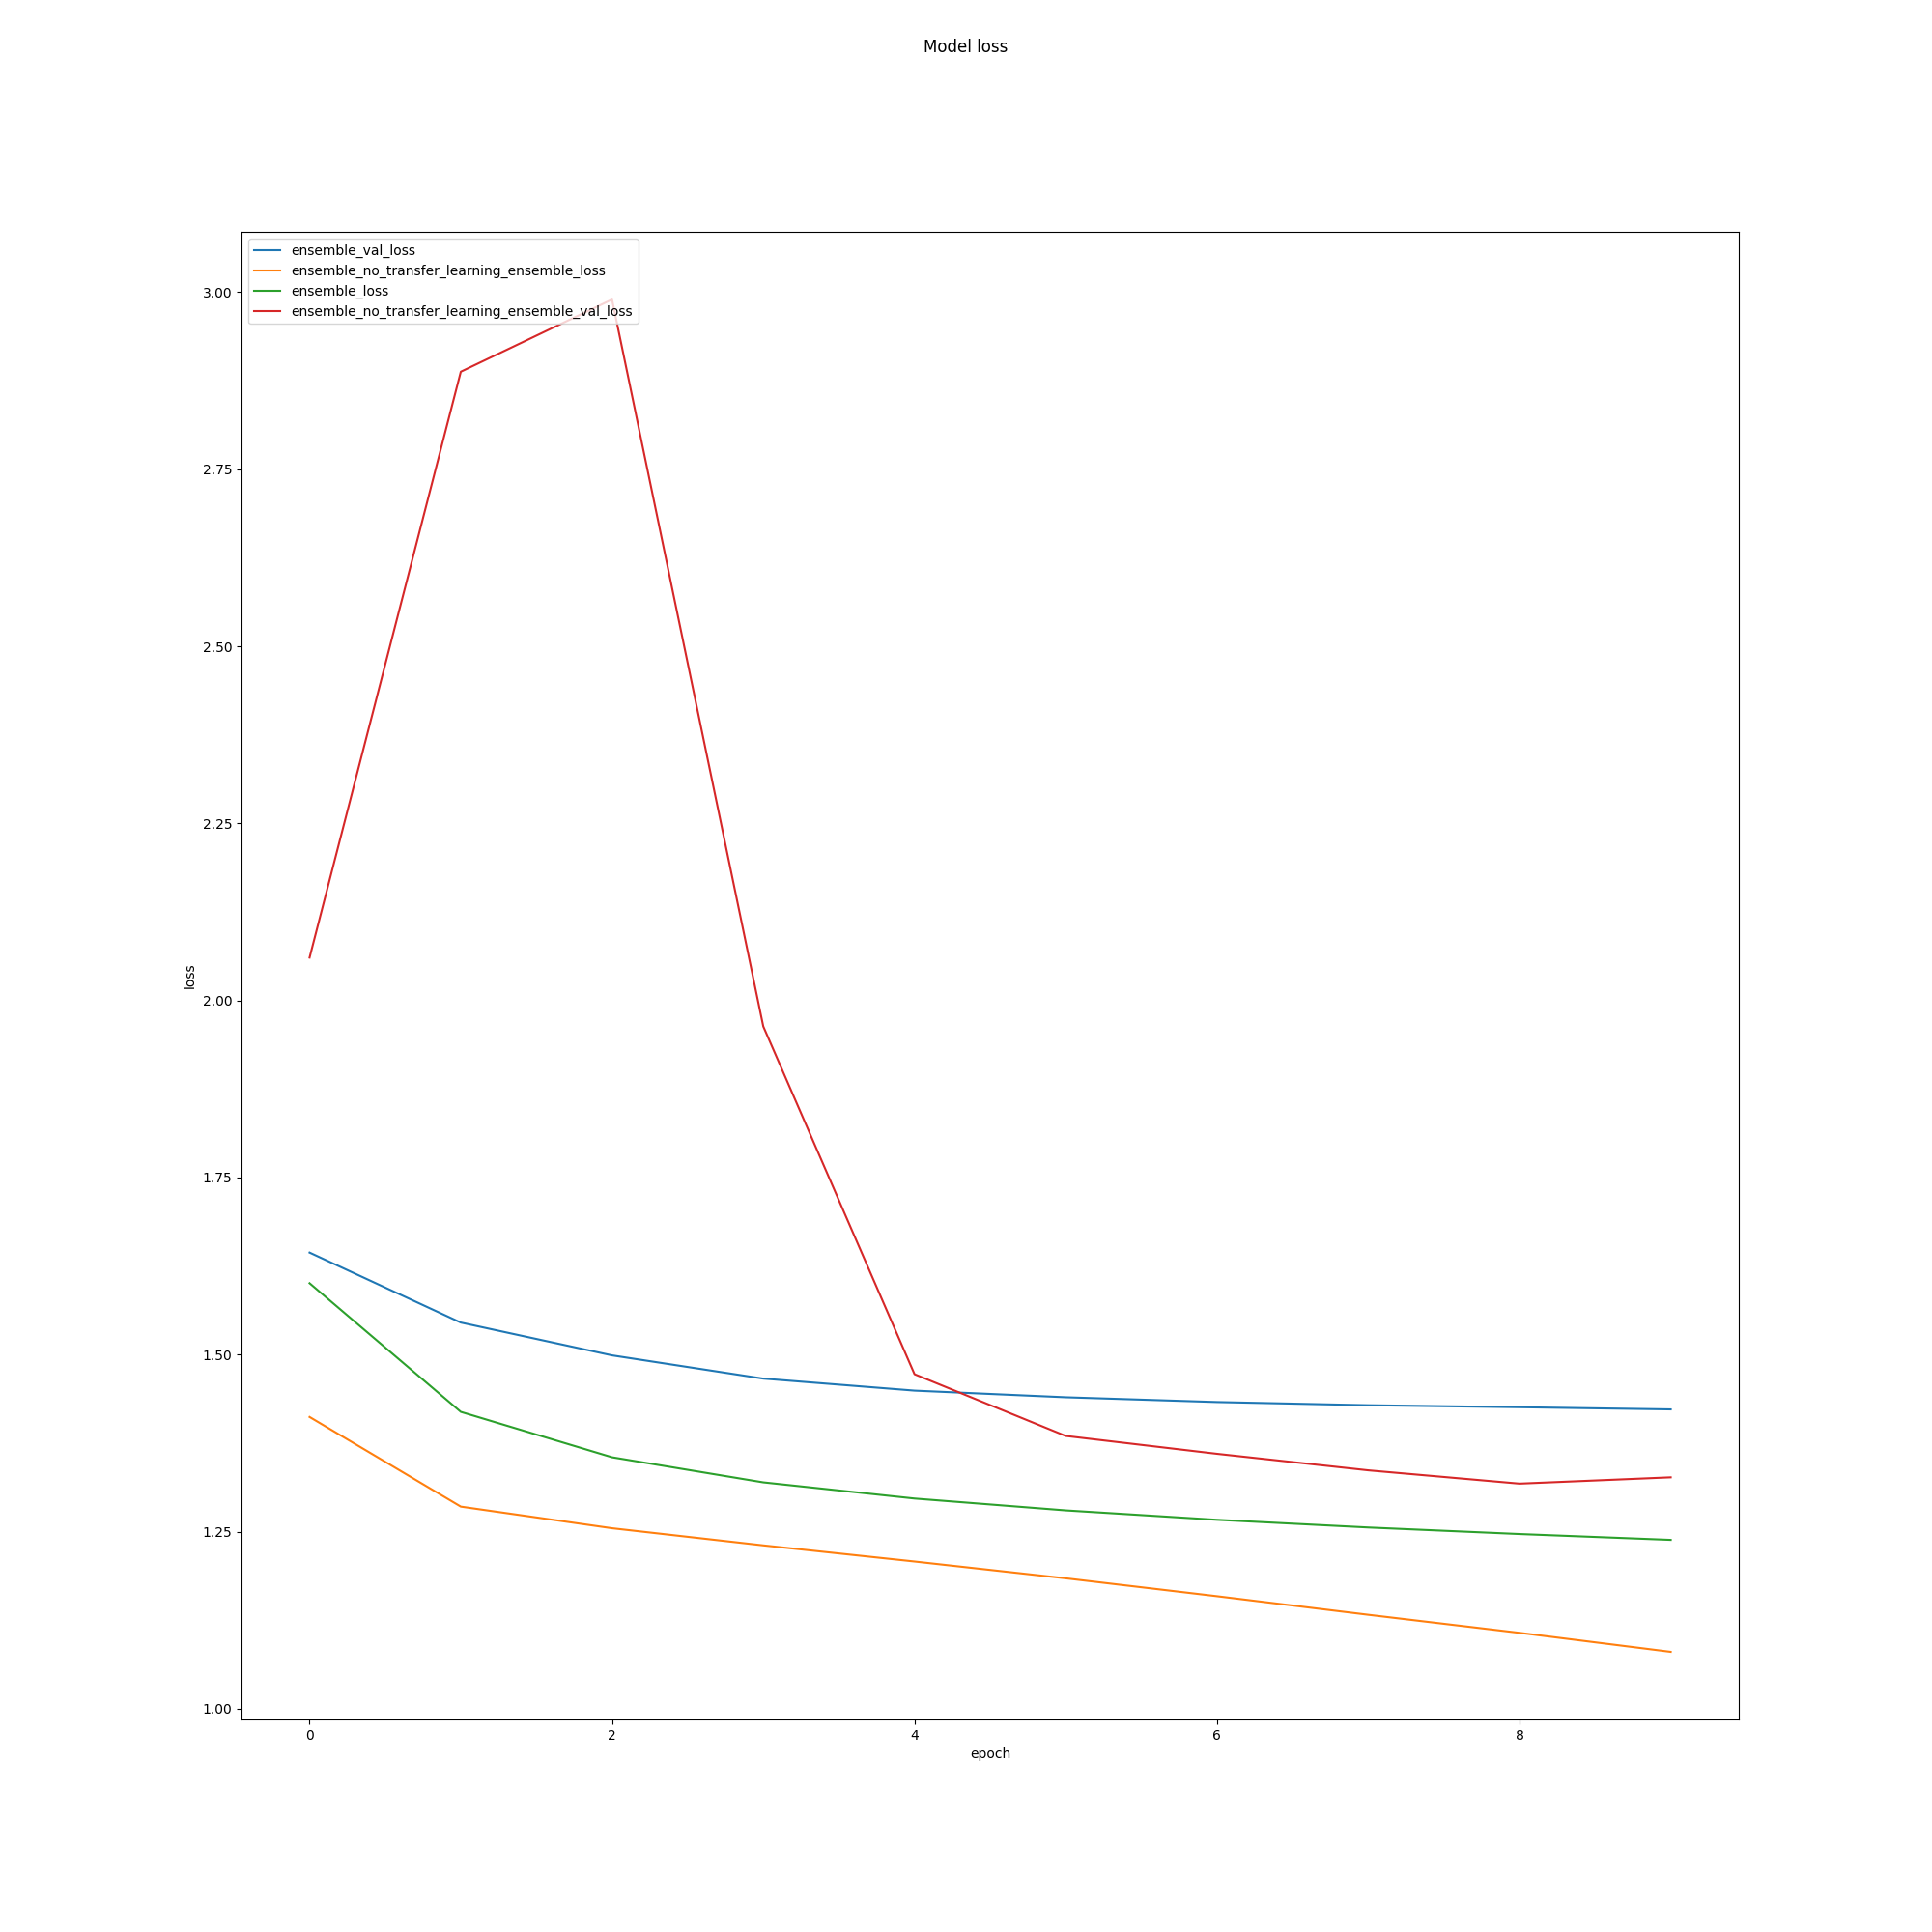 Model loss
ensemble_val_loss
ensemble_no_transfer_learning_ensemble_loss
ensemble_loss
ensemble_no_transfer_learning_ensemble_val_loss
3.00
2.75
2.50
2.25
2.00
1.75
1.50
1.25
1.00
loss
0 2 4 6 8
epoch